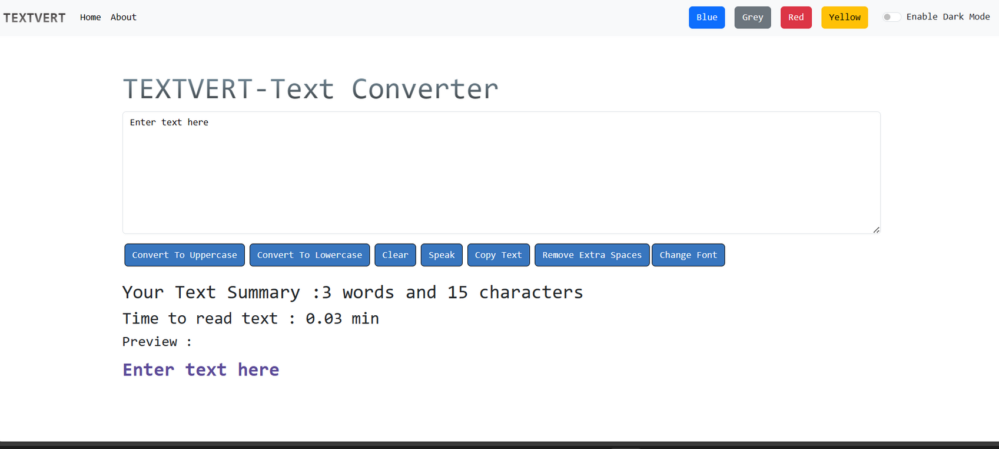 TEXTVERT Home About Blue Grey Red Yellow Enable Dark Mode
TEXTVERT-Text Converter
Enter text here
Convert To Uppercase Convert To Lowercase Clear Speak Copy Text Remove Extra Spaces Change Font
Your Text Summary :3 words and 15 characters
Time to read text : 0.03 min
Preview :
Enter text here